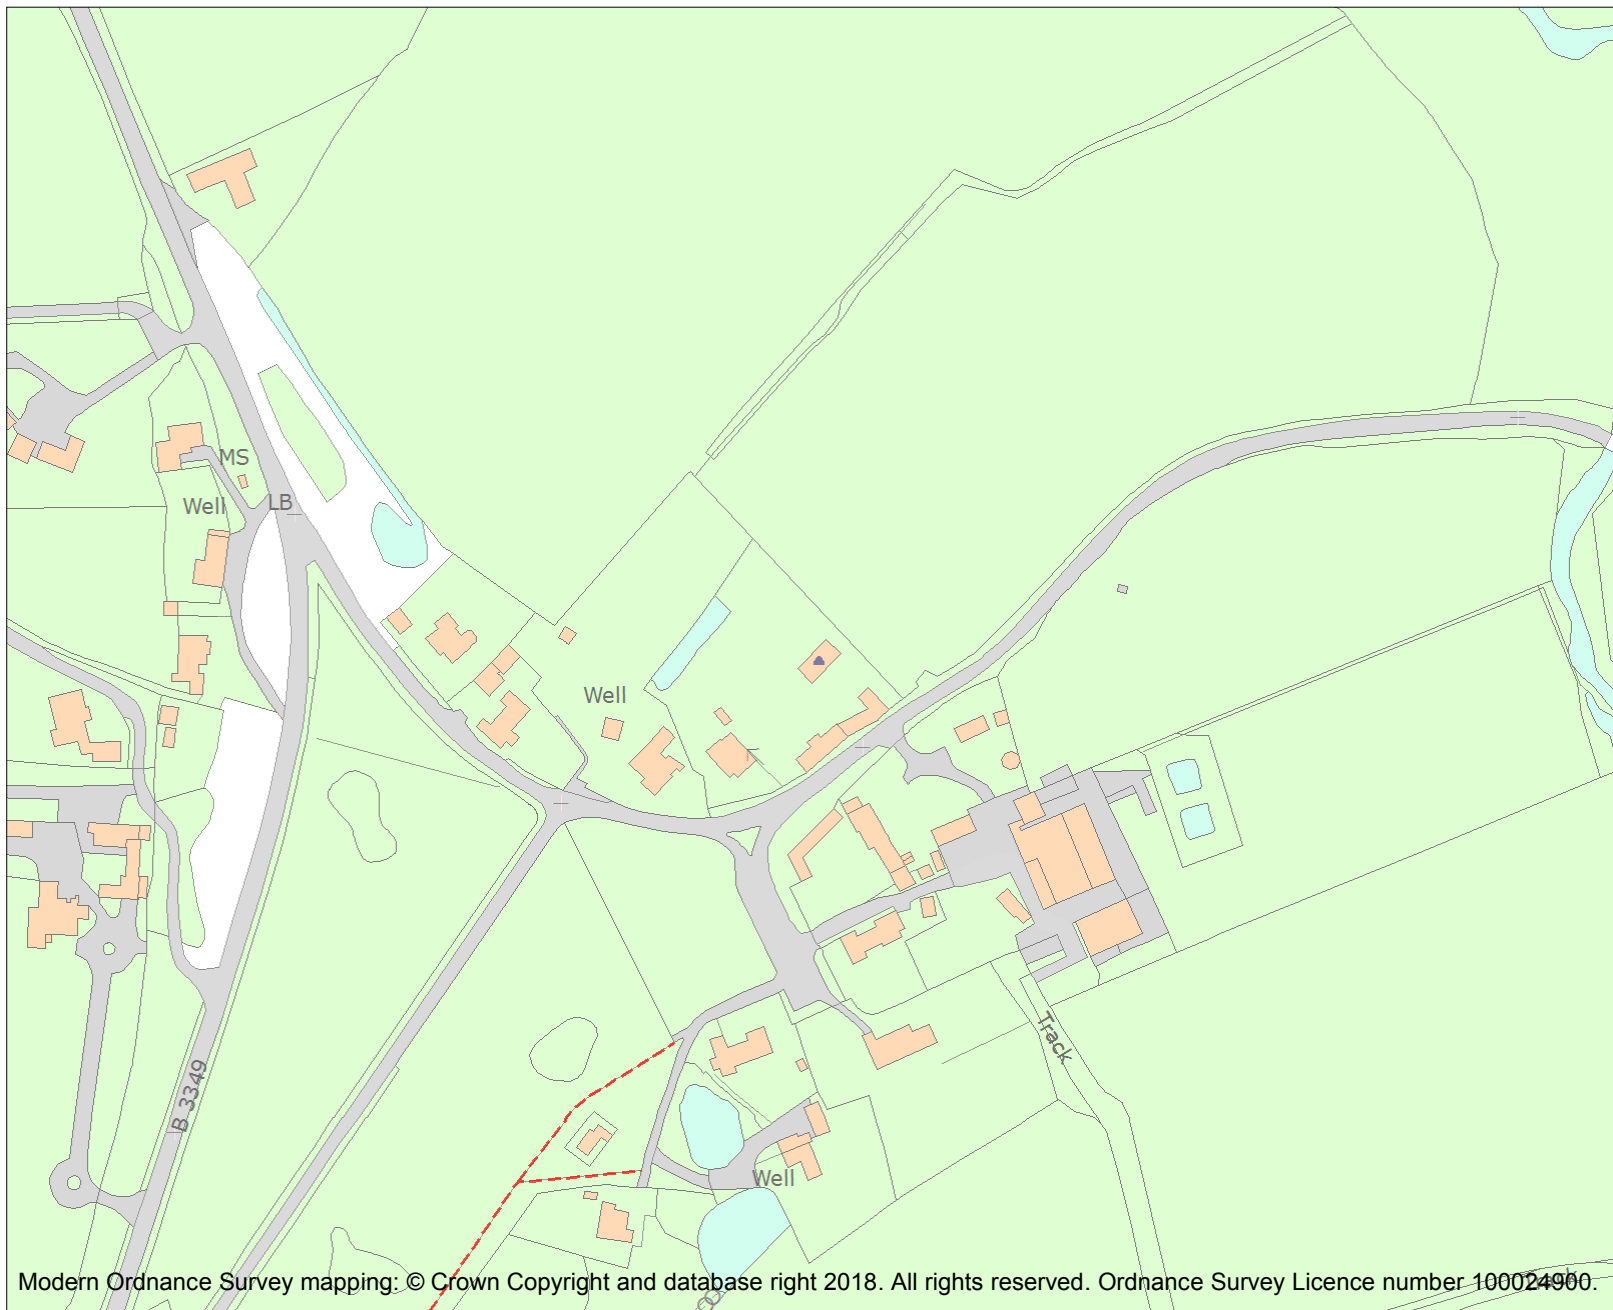 MS
Well
LB
Well
Track
B 3349
Well
Modern Ordnance Survey mapping: © Crown Copyright and database right 2018. All rights reserved. Ordnance Survey Licence number 100024900.